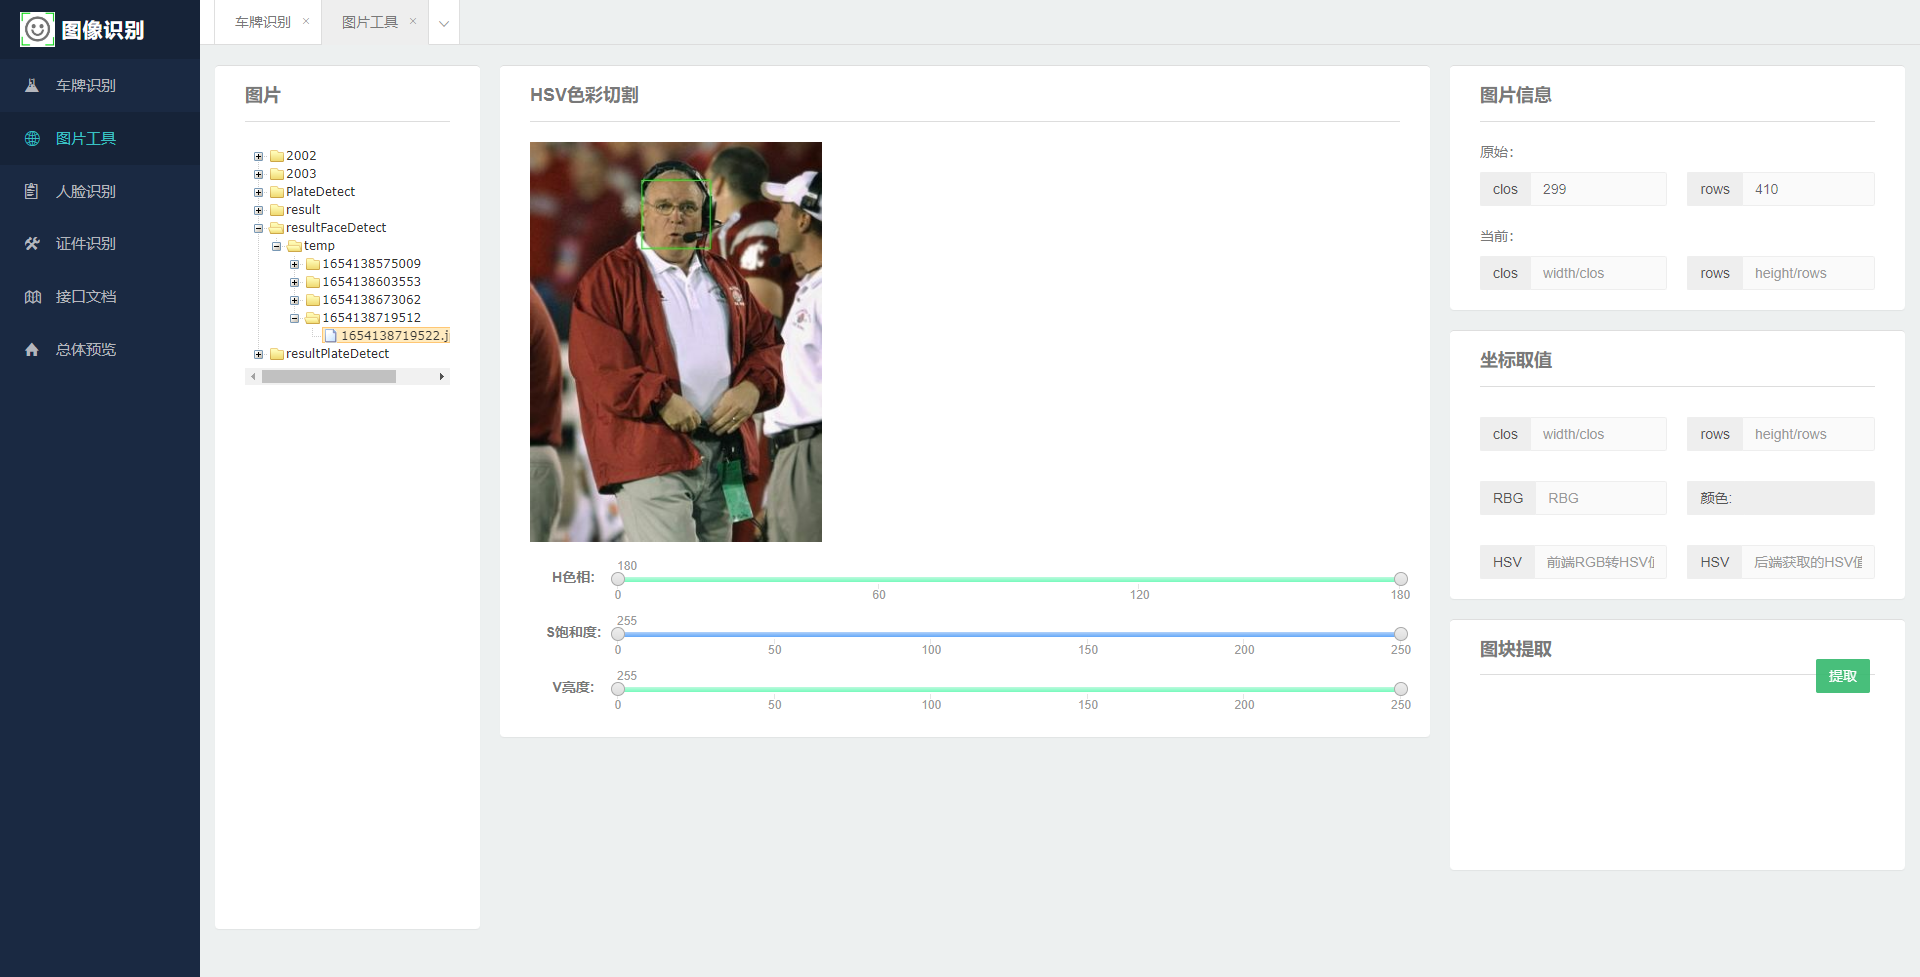 图像识别
车牌识别
图片工具
人脸识别
证件识别
接口文档
总体预览
车牌识别 ×
图片工具 ×
图片
2002
2003
PlateDetect
result
resultFaceDetect
temp
1654138575009
1654138603553
1654138673062
1654138719512
1654138719522.j
resultPlateDetect
HSV色彩切割
H色相:
180
0 60 120 180
S饱和度:
255
0 50 100 150 200 250
V亮度:
255
0 50 100 150 200 250
图片信息
原始:
clos 299 rows 410
当前:
clos width/clos rows height/rows
坐标取值
clos width/clos rows height/rows
RBG RBG 颜色:
HSV 前端RGB转HSV值 HSV 后端获取的HSV值
图块提取
提取